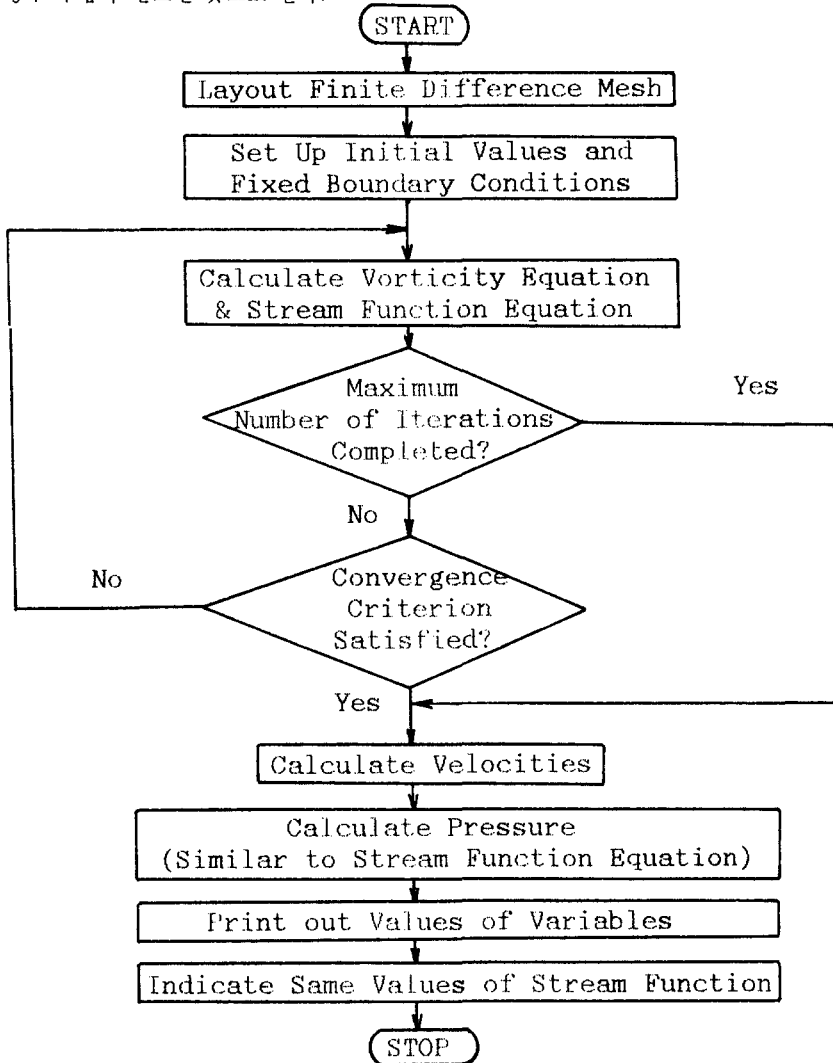 START
Layout Finite Difference Mesh
Set Up Initial Values and
Fixed Boundary Conditions
Calculate Vorticity Equation
& Stream Function Equation
Maximum
Number of Iterations
Completed?
Yes
No
Convergence
Criterion
Satisfied?
No
Yes
Calculate Velocities
Calculate Pressure
(Similar to Stream Function Equation)
Print out Values of Variables
Indicate Same Values of Stream Function
STOP